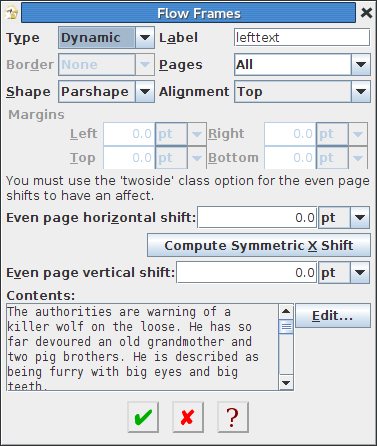 Flow Frames
Type Dynamic Label lefttext
Border None Pages All
Shape Parshape Alignment Top
Margins
Left 0.0 pt Right 0.0 pt
Top 0.0 pt Bottom 0.0 pt
You must use the 'twoside' class option for the even page
shifts to have an affect.
Even page horizontal shift: 0.0 pt
Compute Symmetric X Shift
Even page vertical shift: 0.0 pt
Contents:
The authorities are warning of a
killer wolf on the loose. He has so
far devoured an old grandmother and
two pig brothers. He is described as
being furry with big eyes and big
teeth.
Edit...
?